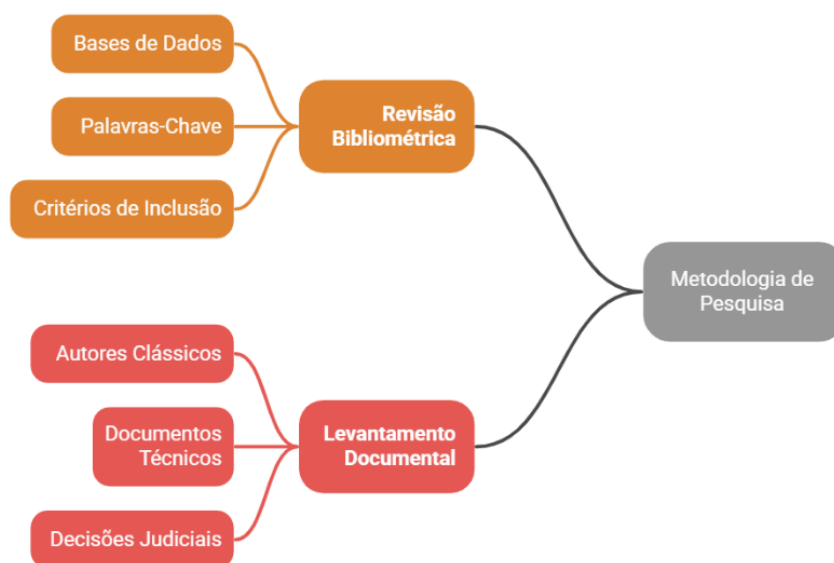 Bases de Dados
Palavras-Chave
Critérios de Inclusão
Revisão
Bibliométrica
Metodologia de
Pesquisa
Autores Clássicos
Documentos
Técnicos
Decisões Judiciais
Levantamento
Documental